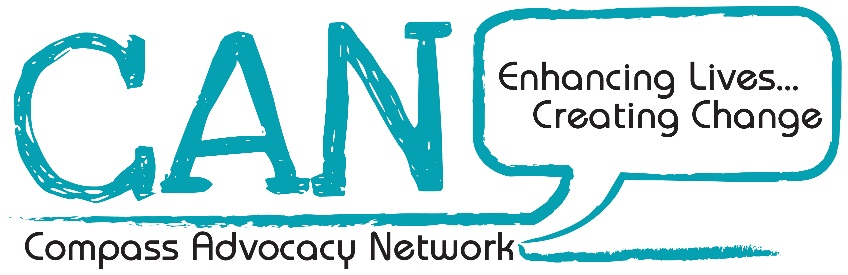 CAN
Enhancing Lives...
Creating Change
Compass Advocacy Network